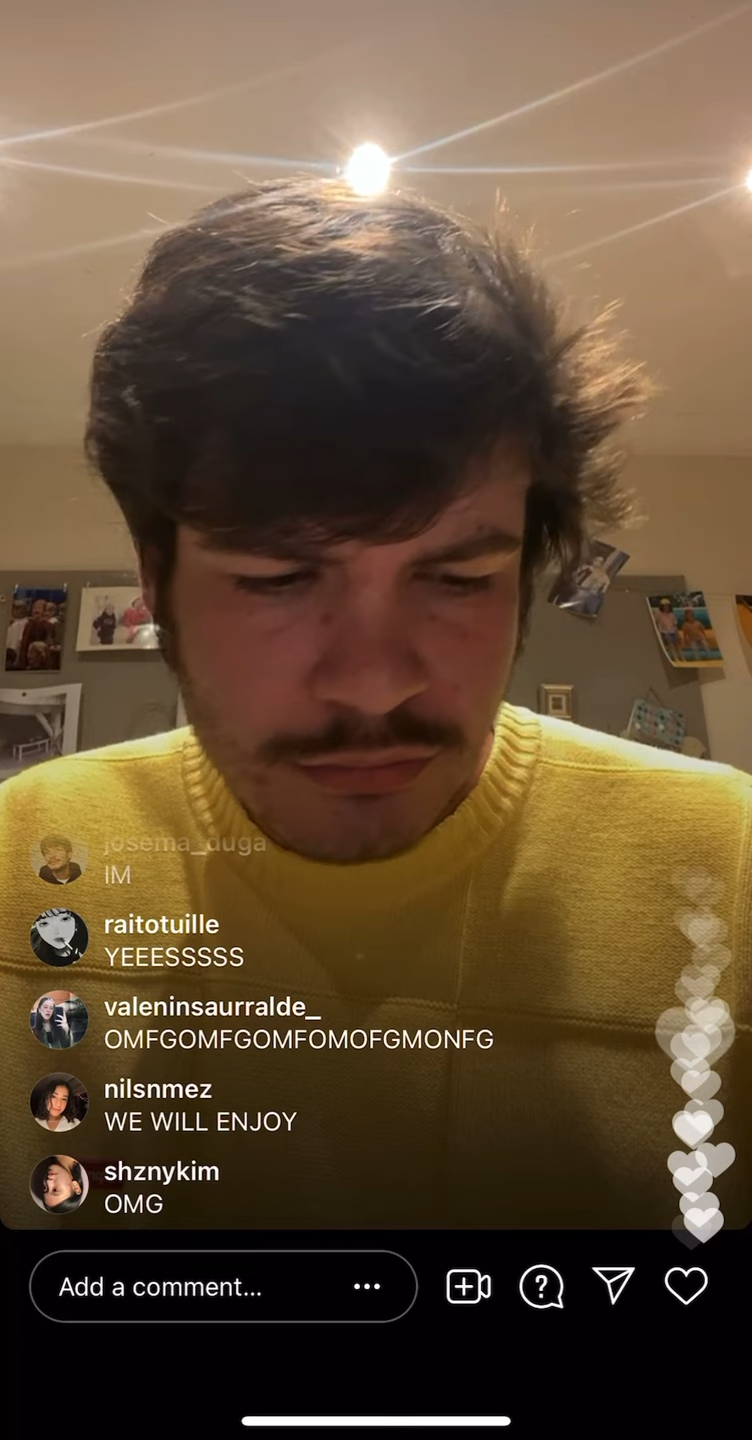 josema_duga
IM
raitotuille
YEEESSSSS
valeninsaurralde_
OMFGOMFGOMFOMOFGMONFG
nilsnmez
WE WILL ENJOY
shznykim
OMG
Add a comment...